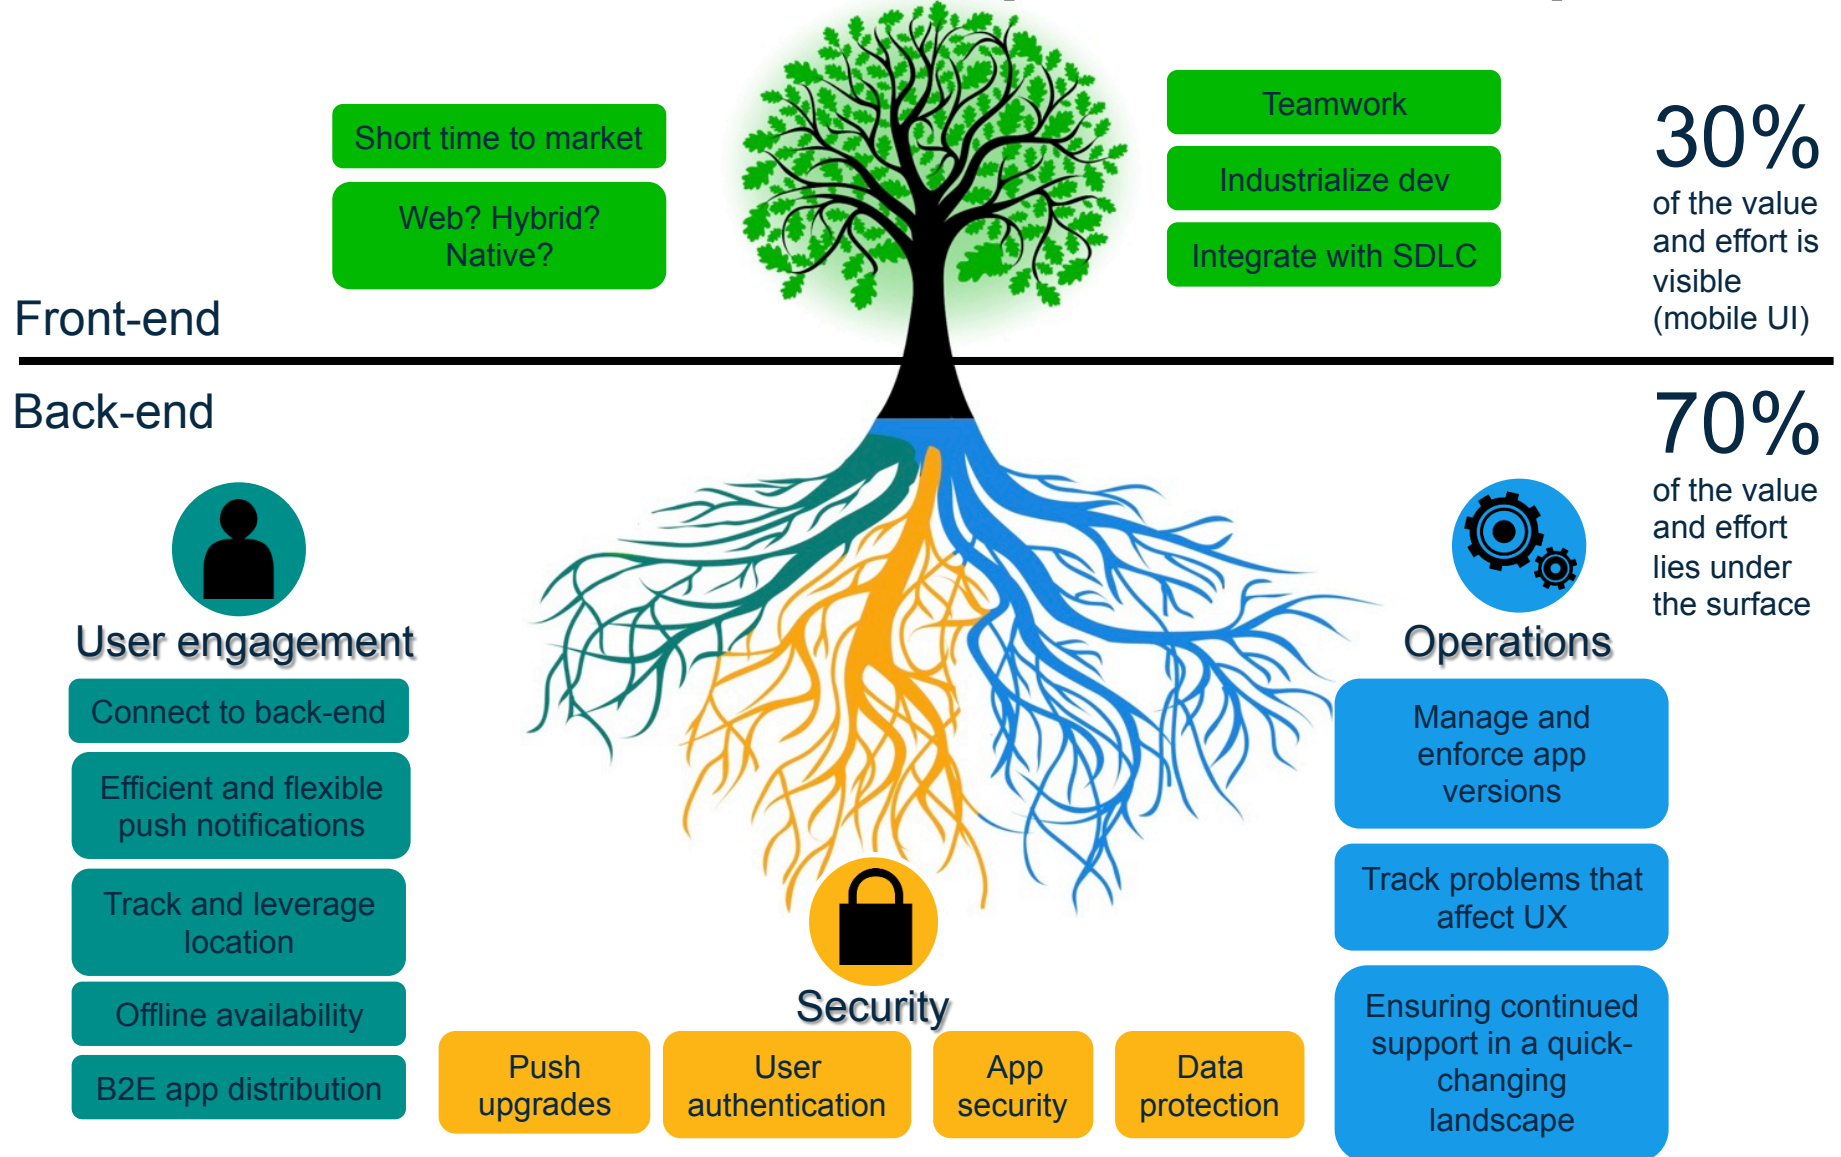 Short time to market
Web? Hybrid?
Native?
Teamwork
Industrialize dev
Integrate with SDLC
30%
of the value
and effort is
visible
(mobile UI)
Front-end
Back-end
70%
of the value
and effort
lies under
the surface
User engagement
Connect to back-end
Efficient and flexible
push notifications
Track and leverage
location
Offline availability
B2E app distribution
Security
Push
upgrades
User
authentication
App
security
Data
protection
Operations
Manage and
enforce app
versions
Track problems that
affect UX
Ensuring continued
support in a quick-
changing
landscape